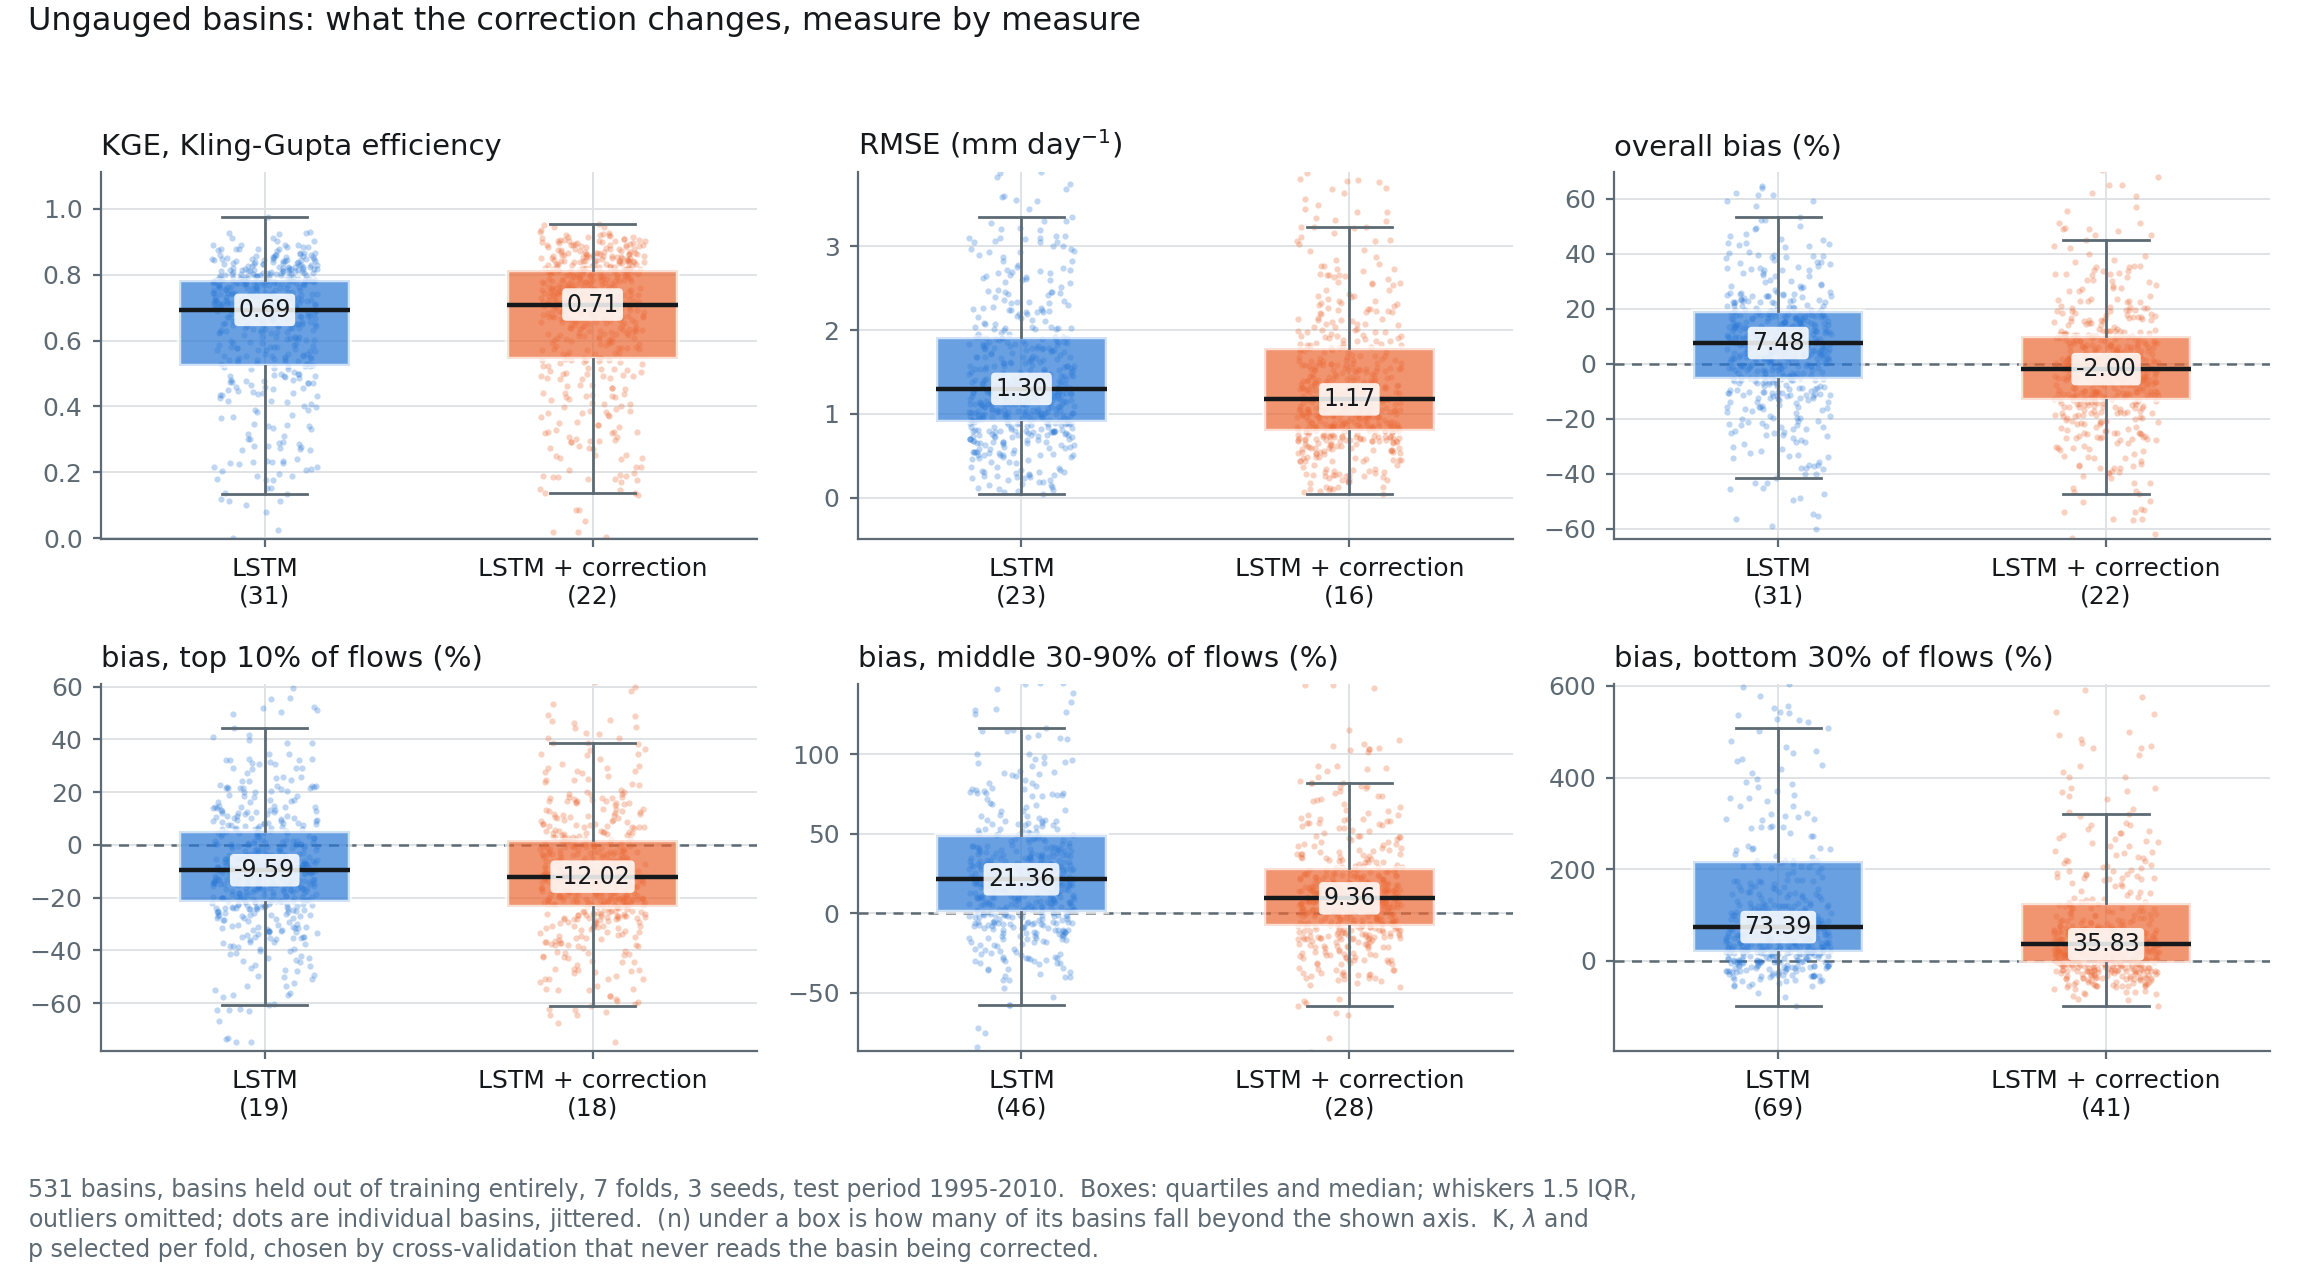 Ungauged basins: what the correction changes, measure by measure
KGE, Kling-Gupta efficiency
1.0
0.8
0.6
0.4
0.2
0.0
0.69
0.71
LSTM
(31)
LSTM + correction
(22)
RMSE (mm day⁻¹)
3
2
1
0
1.30
1.17
LSTM
(23)
LSTM + correction
(16)
overall bias (%)
60
40
20
0
−20
−40
−60
7.48
-2.00
LSTM
(31)
LSTM + correction
(22)
bias, top 10% of flows (%)
60
40
20
0
−20
−40
−60
-9.59
-12.02
LSTM
(19)
LSTM + correction
(18)
bias, middle 30-90% of flows (%)
100
50
0
−50
21.36
9.36
LSTM
(46)
LSTM + correction
(28)
bias, bottom 30% of flows (%)
600
400
200
0
73.39
35.83
LSTM
(69)
LSTM + correction
(41)
531 basins, basins held out of training entirely, 7 folds, 3 seeds, test period 1995-2010.  Boxes: quartiles and median; whiskers 1.5 IQR,
outliers omitted; dots are individual basins, jittered.  (n) under a box is how many of its basins fall beyond the shown axis.  K, λ and
p selected per fold, chosen by cross-validation that never reads the basin being corrected.